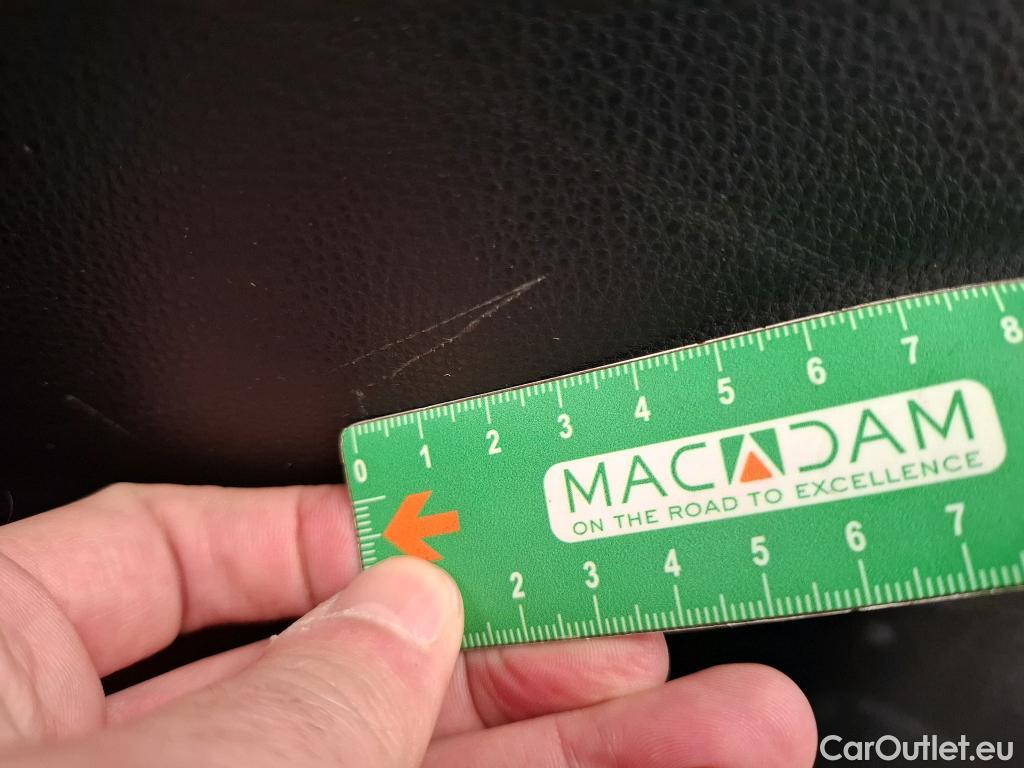 0 1 2 3 4 5 6 7 8
MACADAM
ON THE ROAD TO EXCELLENCE
2 3 4 5 6 7
CarOutlet.eu